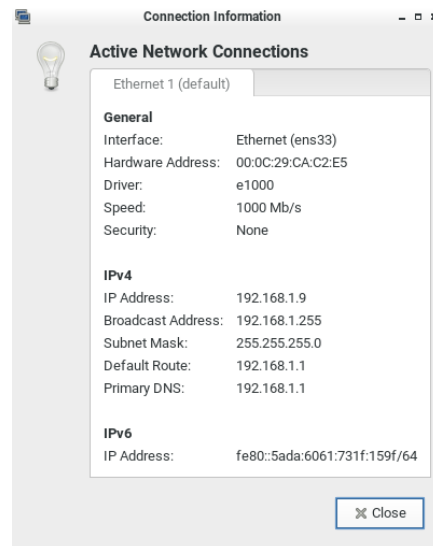 Connection Information
Active Network Connections
Ethernet 1 (default)
General
Interface: Ethernet (ens33)
Hardware Address: 00:0C:29:CA:C2:E5
Driver: e1000
Speed: 1000 Mb/s
Security: None
IPv4
IP Address: 192.168.1.9
Broadcast Address: 192.168.1.255
Subnet Mask: 255.255.255.0
Default Route: 192.168.1.1
Primary DNS: 192.168.1.1
IPv6
IP Address: fe80::5ada:6061:731f:159f/64
Close